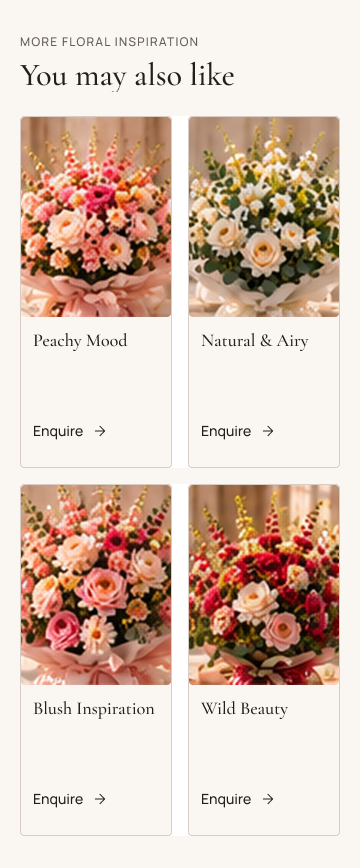 MORE FLORAL INSPIRATION
You may also like
Peachy Mood
Natural & Airy
Enquire →
Enquire →
Blush Inspiration
Wild Beauty
Enquire →
Enquire →